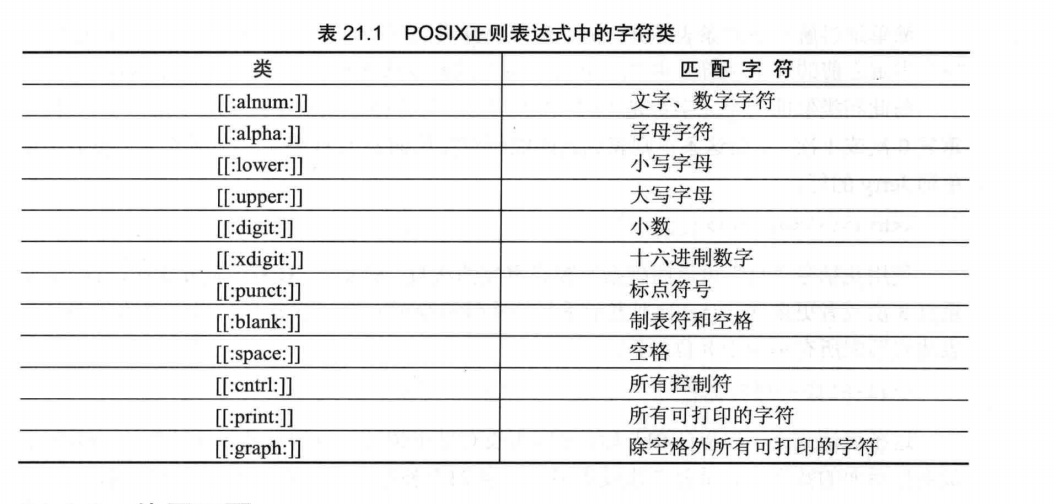 表 21.1 POSIX正则表达式中的字符类
类 匹 配 字 符
[[:alnum:]] 文字、数字字符
[[:alpha:]] 字母字符
[[:lower:]] 小写字母
[[:upper:]] 大写字母
[[:digit:]] 小数
[[:xdigit:]] 十六进制数字
[[:punct:]] 标点符号
[[:blank:]] 制表符和空格
[[:space:]] 空格
[[:cntrl:]] 所有控制符
[[:print:]] 所有可打印的字符
[[:graph:]] 除空格外所有可打印的字符